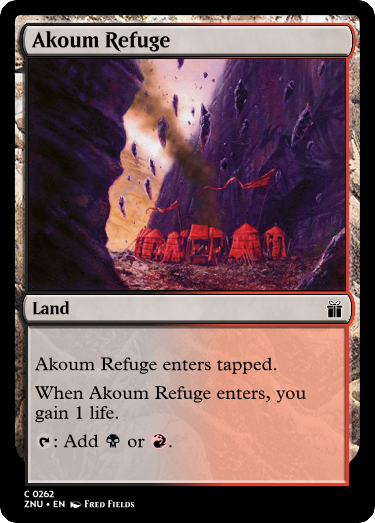 Akoum Refuge
Land
Akoum Refuge enters tapped.
When Akoum Refuge enters, you
gain 1 life.
: Add or .
C 0262
ZNU • EN Fred Fields